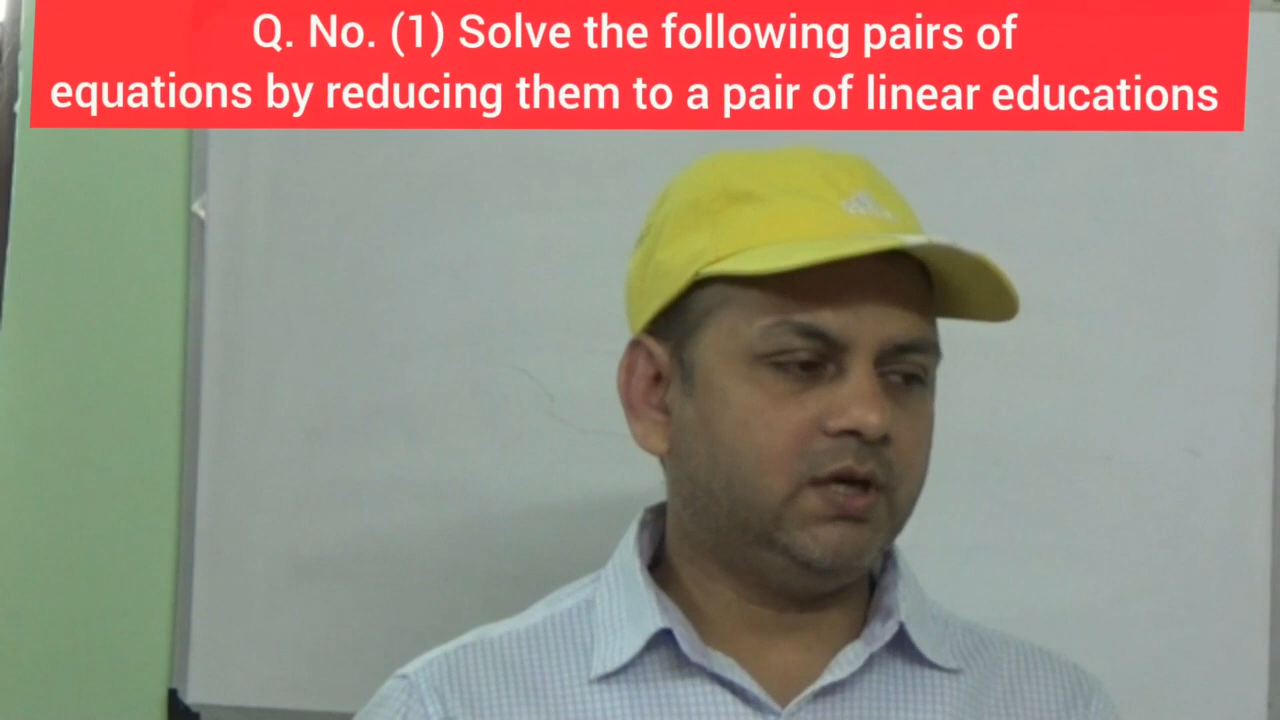 Q. No. (1) Solve the following pairs of
equations by reducing them to a pair of linear educations